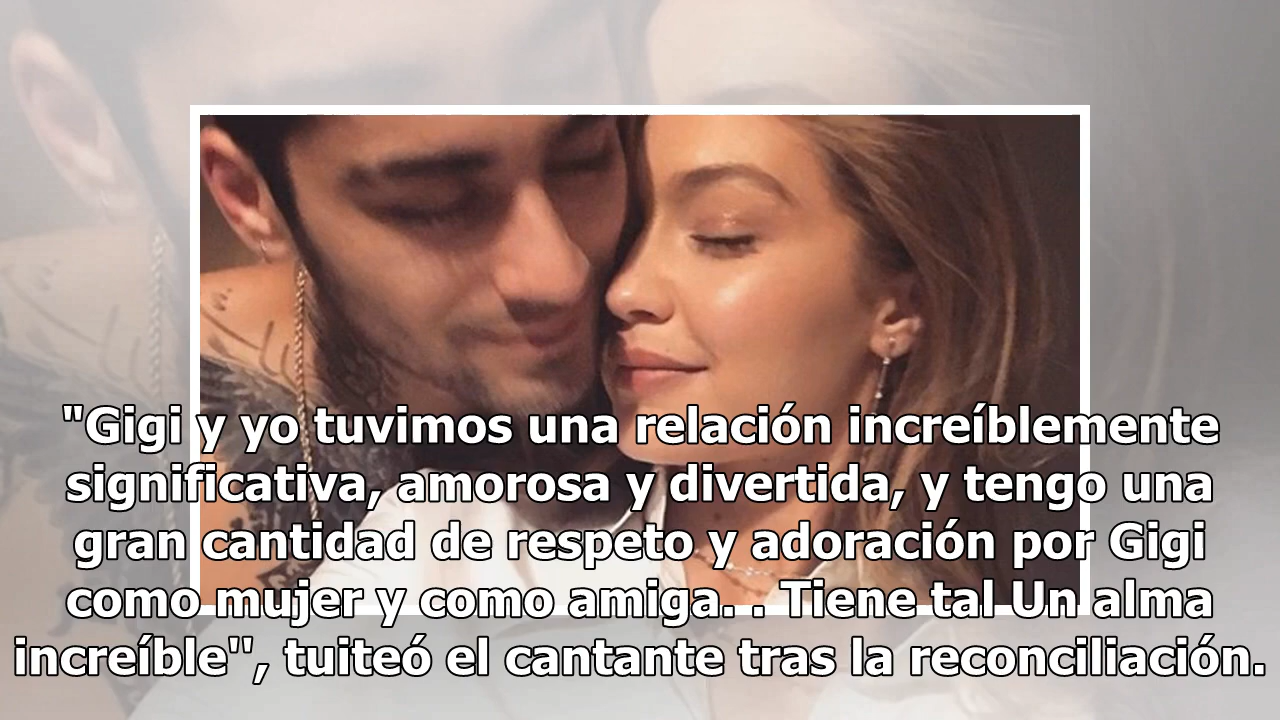 "Gigi y yo tuvimos una relación increíblemente
significativa, amorosa y divertida, y tengo una
gran cantidad de respeto y adoración por Gigi
como mujer y como amiga. . Tiene tal Un alma
increíble", tuiteó el cantante tras la reconciliación.